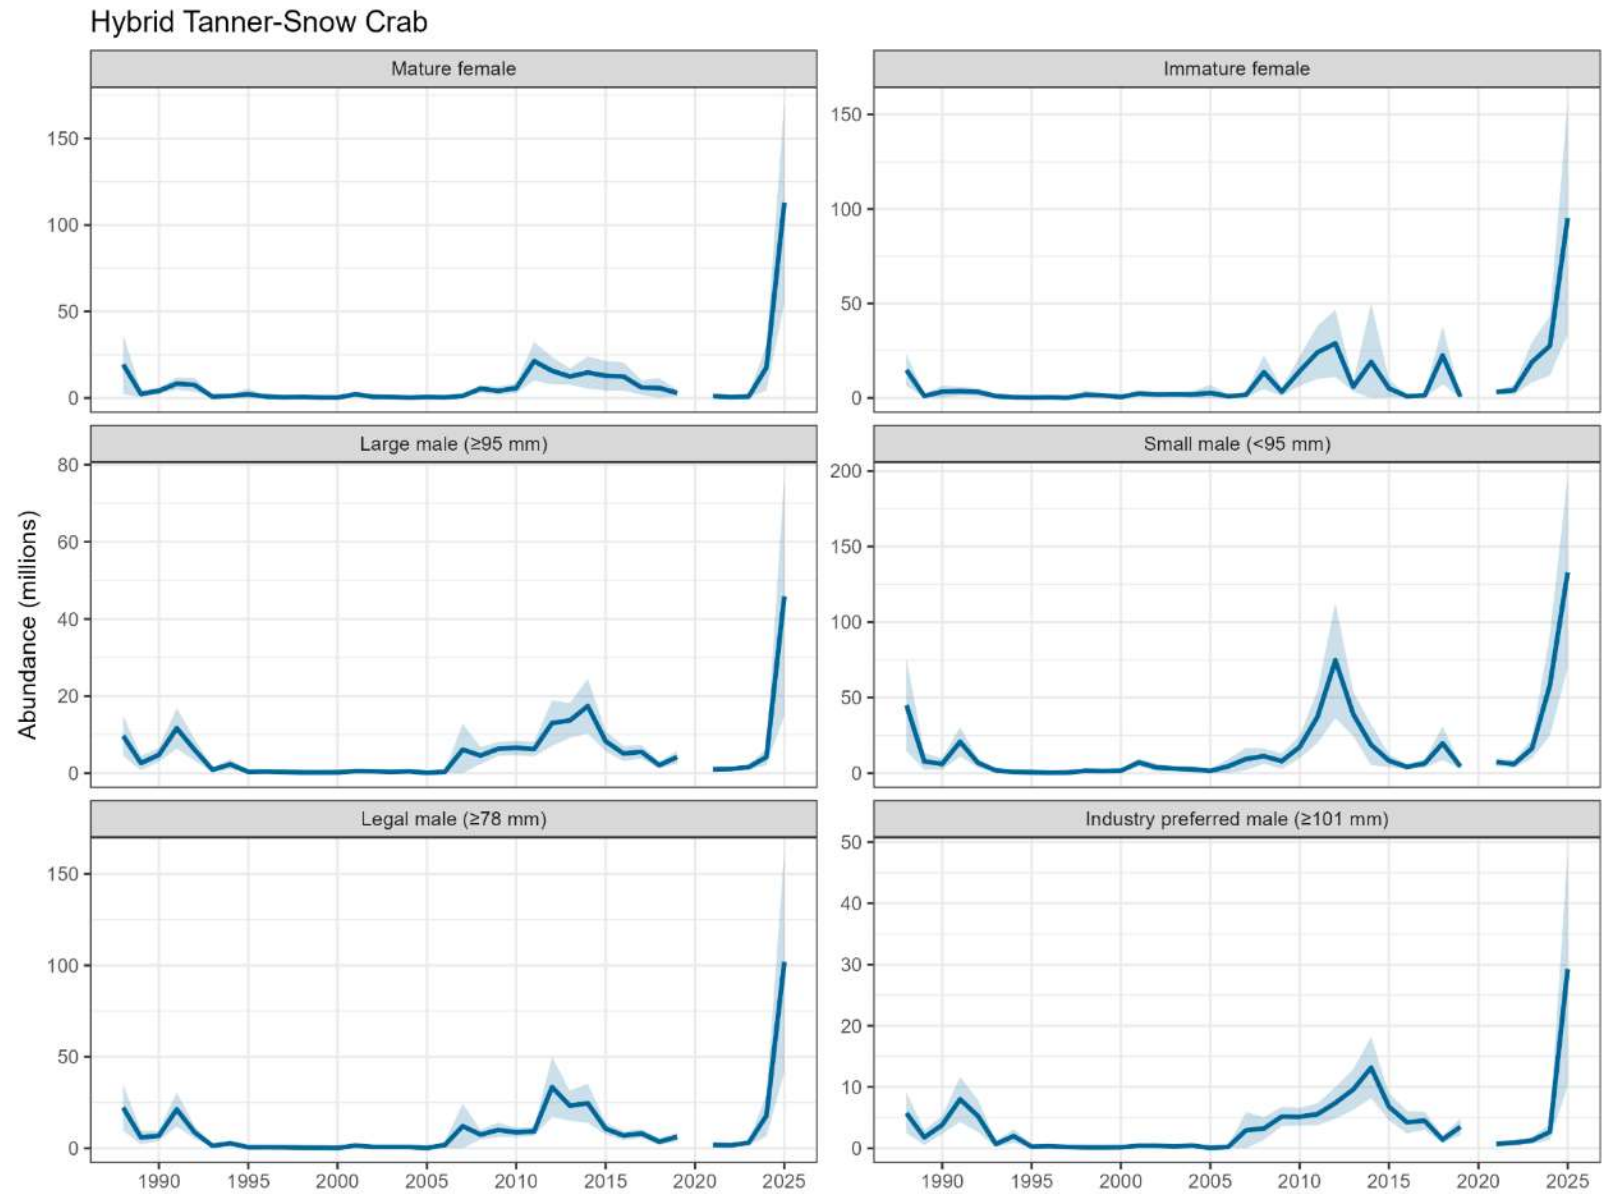 Hybrid Tanner-Snow Crab
Mature female
Immature female
150
100
50
0
150
100
50
0
Large male (≥95 mm)
Small male (<95 mm)
Abundance (millions)
80
60
40
20
0
200
150
100
50
0
Legal male (≥78 mm)
Industry preferred male (≥101 mm)
150
100
50
0
50
40
30
20
10
0
1990 1995 2000 2005 2010 2015 2020 2025
1990 1995 2000 2005 2010 2015 2020 2025